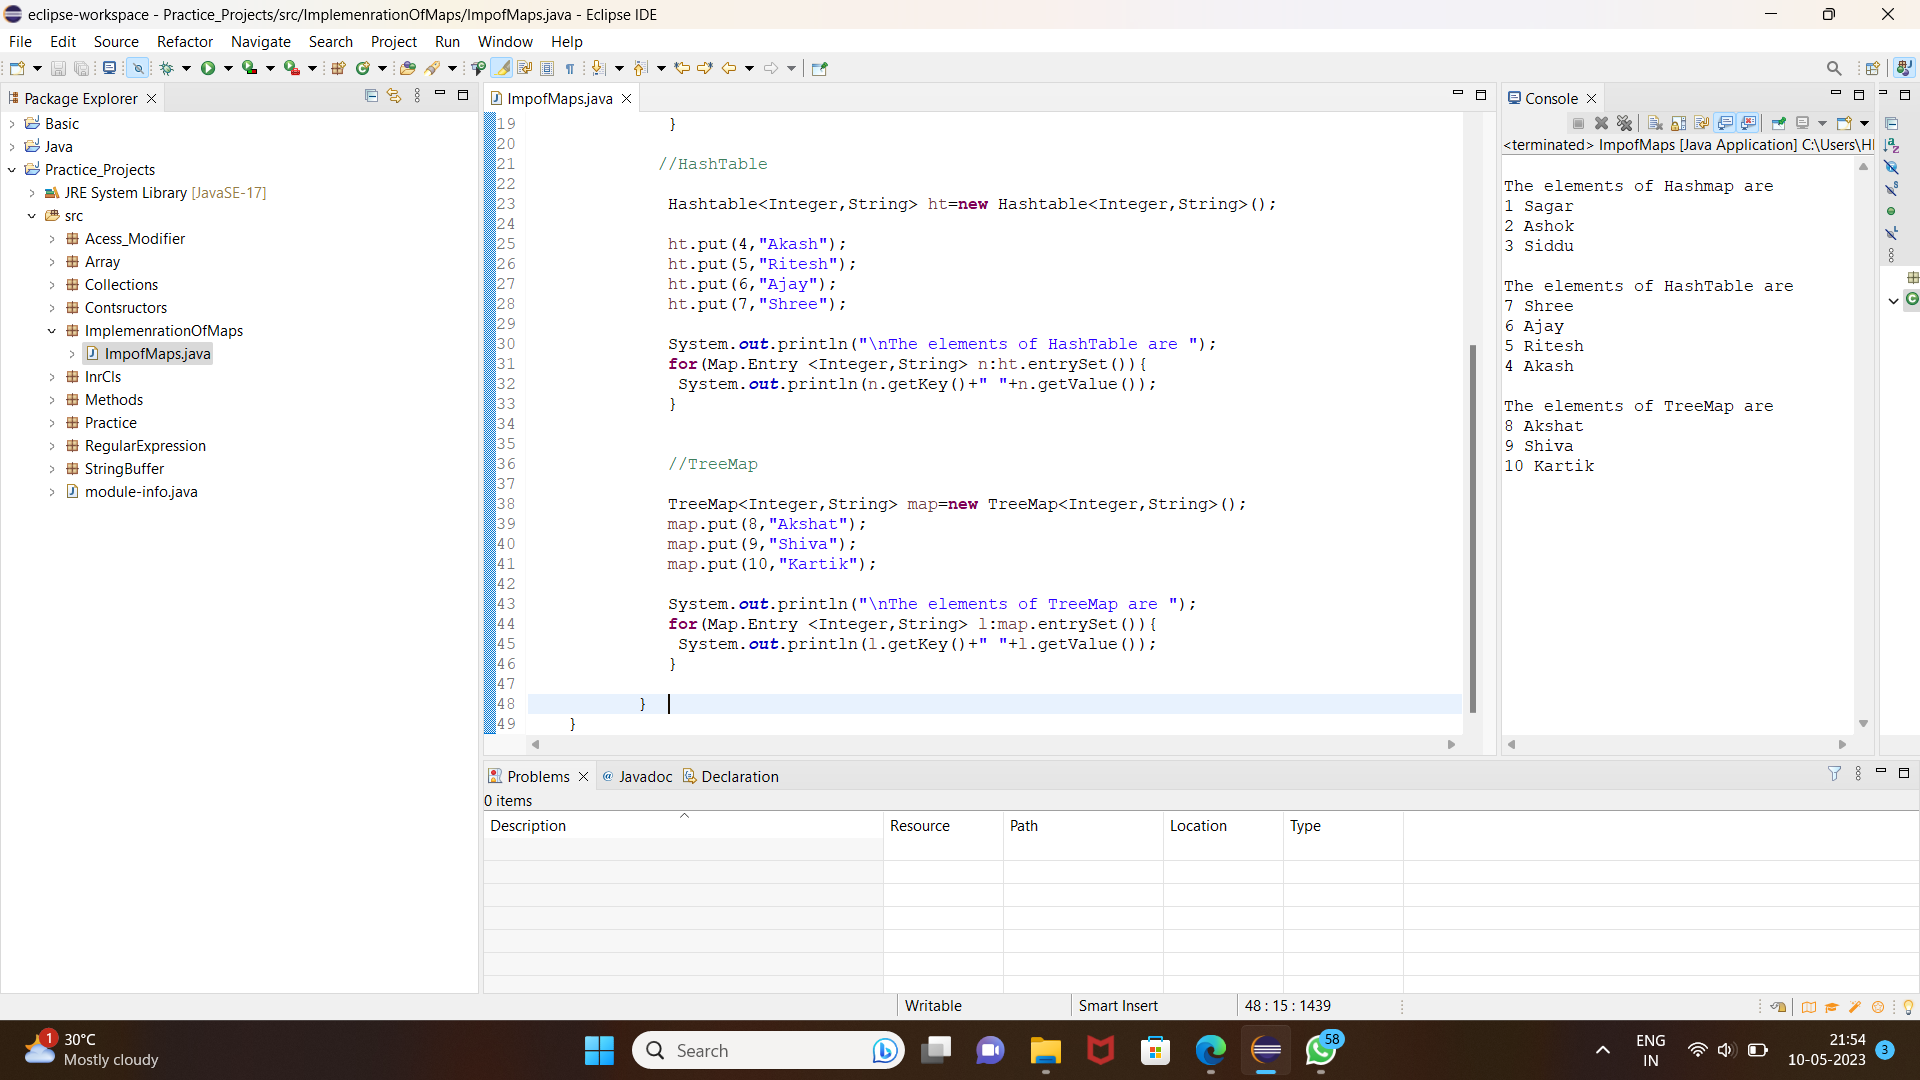 eclipse-workspace - Practice_Projects/src/ImplemenrationOfMaps/ImpofMaps.java - Eclipse IDE
File Edit Source Refactor Navigate Search Project Run Window Help
Package Explorer
Basic
Java
Practice_Projects
JRE System Library [JavaSE-17]
src
Acess_Modifier
Array
Collections
Contsructors
ImplemenrationOfMaps
ImpofMaps.java
InrCls
Methods
Practice
RegularExpression
StringBuffer
module-info.java
ImpofMaps.java
19 }
20
21 //HashTable
22
23 Hashtable<Integer,String> ht=new Hashtable<Integer,String>();
24
25 ht.put(4,"Akash");
26 ht.put(5,"Ritesh");
27 ht.put(6,"Ajay");
28 ht.put(7,"Shree");
29
30 System.out.println("\nThe elements of HashTable are ");
31 for(Map.Entry <Integer,String> n:ht.entrySet()){
32 System.out.println(n.getKey()+" "+n.getValue());
33 }
34
35
36 //TreeMap
37
38 TreeMap<Integer,String> map=new TreeMap<Integer,String>();
39 map.put(8,"Akshat");
40 map.put(9,"Shiva");
41 map.put(10,"Kartik");
42
43 System.out.println("\nThe elements of TreeMap are ");
44 for(Map.Entry <Integer,String> l:map.entrySet()){
45 System.out.println(l.getKey()+" "+l.getValue());
46 }
47
48 }
49 }
Console
<terminated> ImpofMaps [Java Application] C:\Users\H
The elements of Hashmap are
1 Sagar
2 Ashok
3 Siddu
The elements of HashTable are
7 Shree
6 Ajay
5 Ritesh
4 Akash
The elements of TreeMap are
8 Akshat
9 Shiva
10 Kartik
Problems Javadoc Declaration
0 items
Description Resource Path Location Type
Writable Smart Insert 48 : 15 : 1439
1
30°C
Mostly cloudy
Search
58
ENG
IN
21:54
10-05-2023
3